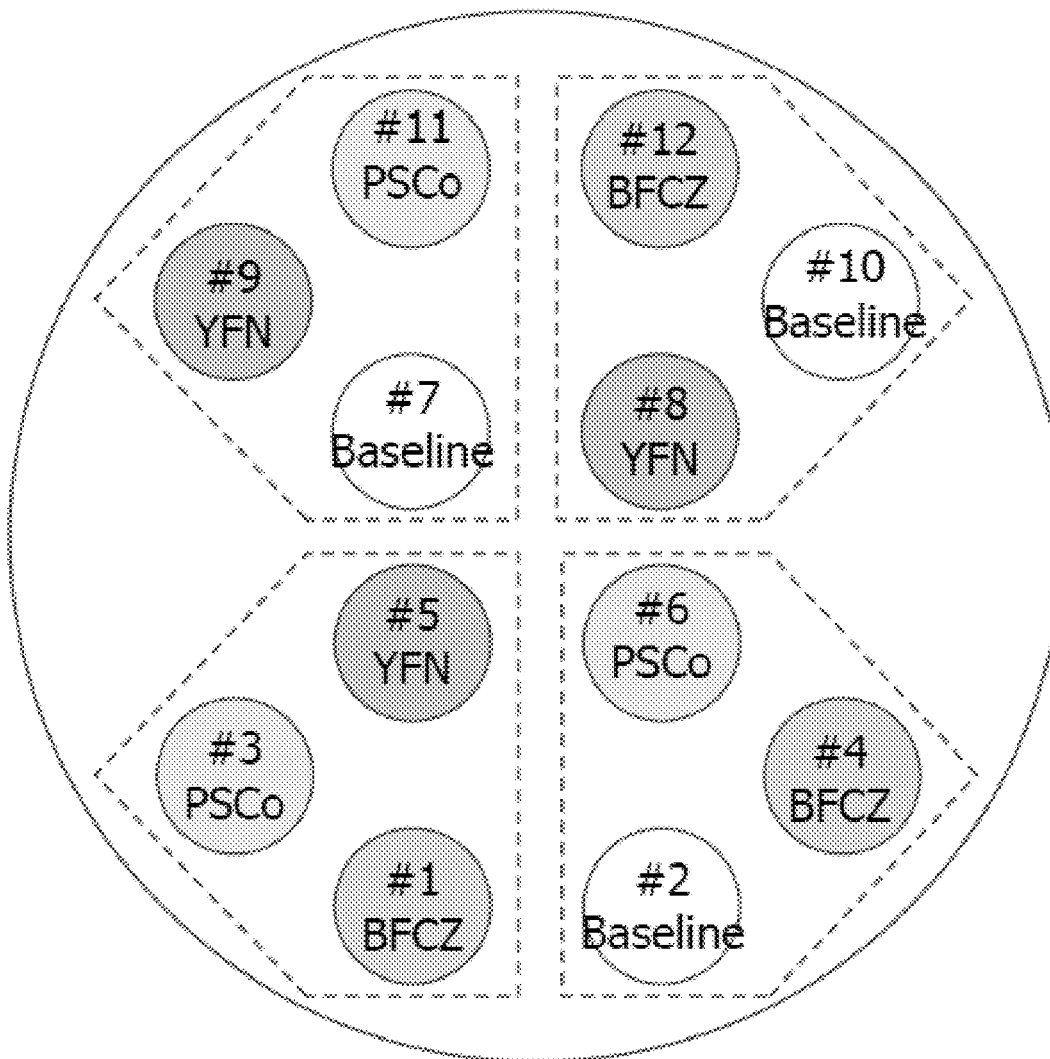 #11
PSCo
#12
BFCZ
#9
YFN
#10
Baseline
#7
Baseline
#8
YFN
#5
YFN
#6
PSCo
#3
PSCo
#4
BFCZ
#1
BFCZ
#2
Baseline